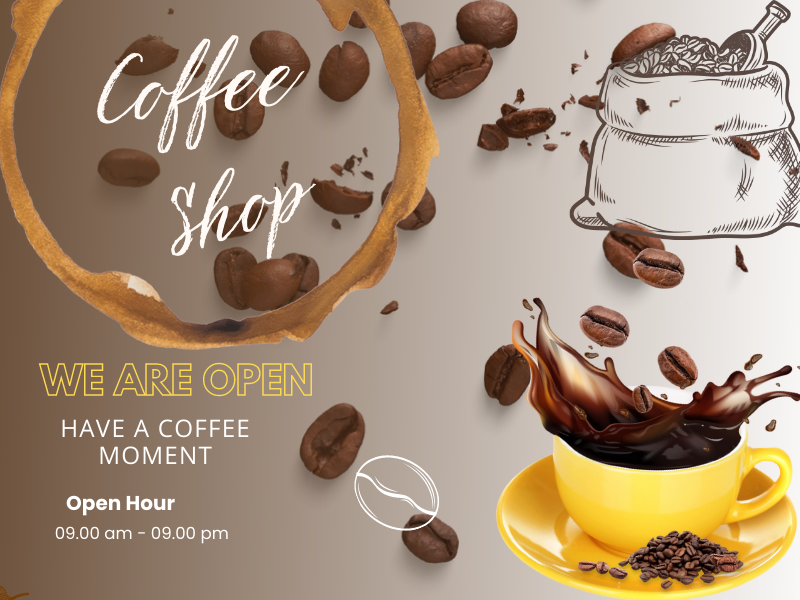 Coffee
Shop
WE ARE OPEN
HAVE A COFFEE
MOMENT
Open Hour
09.00 am - 09.00 pm